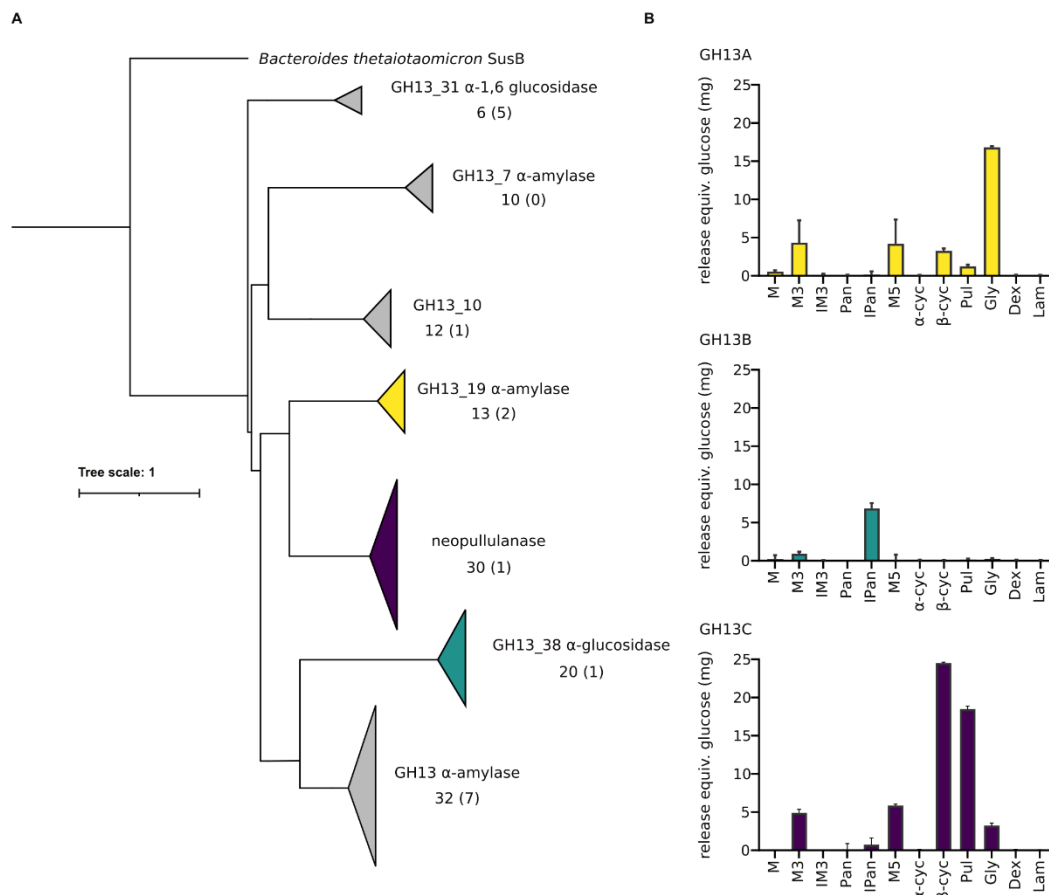 A
Bacteroides thetaiotaomicron SusB
GH13_31 α-1,6 glucosidase
6 (5)
GH13_7 α-amylase
10 (0)
GH13_10
12 (1)
GH13_19 α-amylase
13 (2)
Tree scale: 1
neopullulanase
30 (1)
GH13_38 α-glucosidase
20 (1)
GH13 α-amylase
32 (7)
B
GH13A
release equiv. glucose (mg)
25
20
15
10
5
0
M M3 IM3 Pan IPan M5 α-cyc β-cyc Pul Gly Dex Lam
GH13B
release equiv. glucose (mg)
25
20
15
10
5
0
M M3 IM3 Pan IPan M5 α-cyc β-cyc Pul Gly Dex Lam
GH13C
release equiv. glucose (mg)
25
20
15
10
5
0
M M3 IM3 Pan IPan M5 α-cyc β-cyc Pul Gly Dex Lam